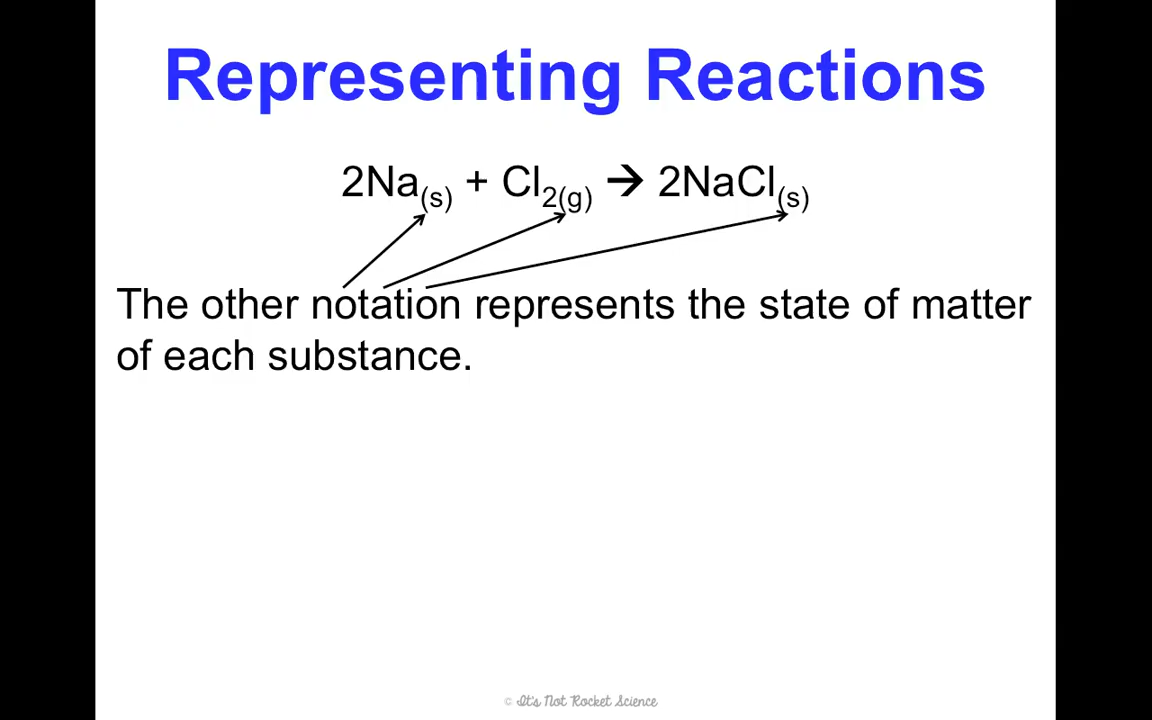 Representing Reactions
2Na(s) + Cl2(g) → 2NaCl(s)
The other notation represents the state of matter
of each substance.
© It's Not Rocket Science